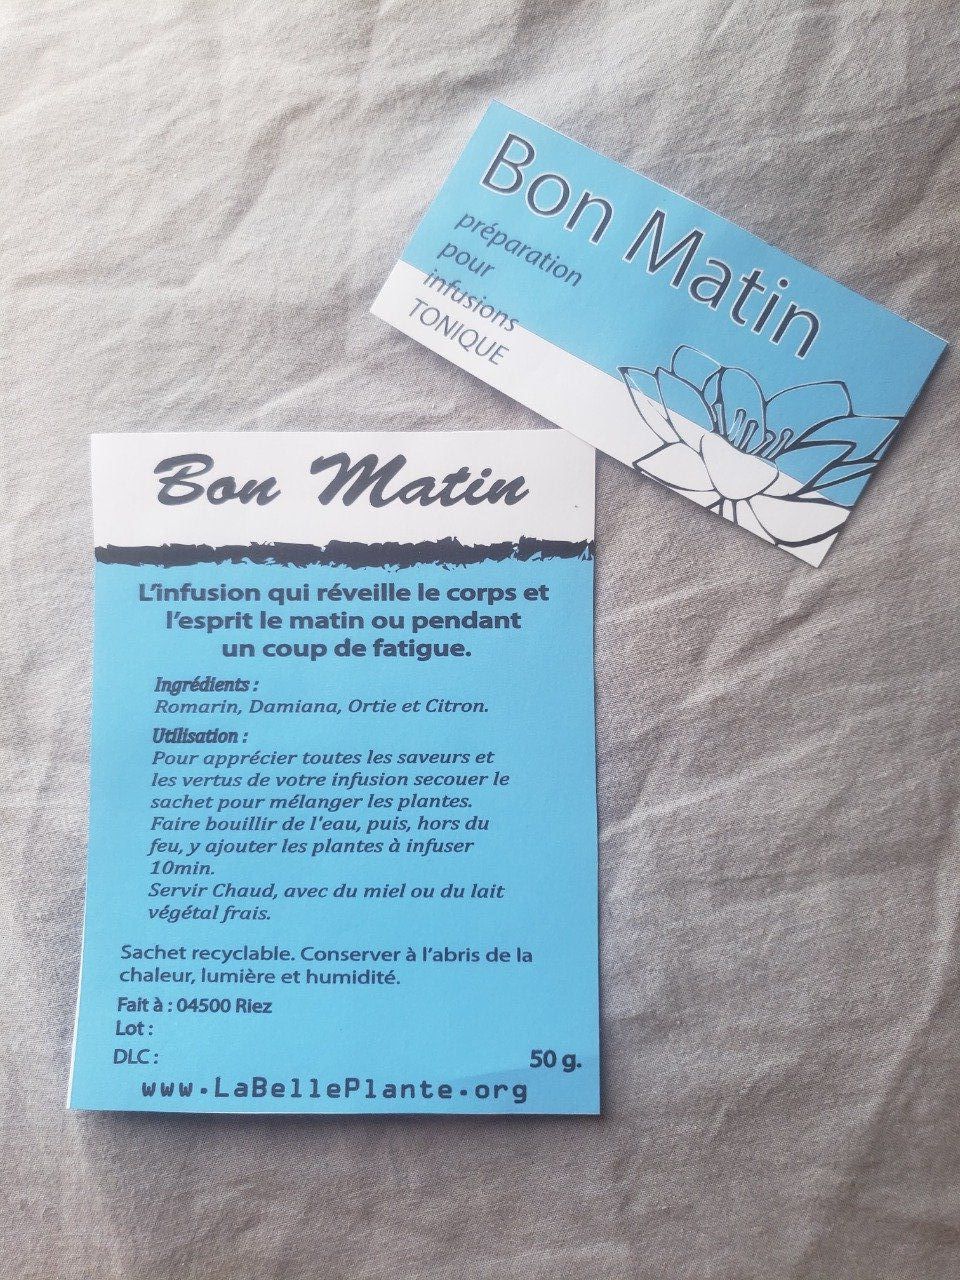 Bon Matin
préparation
pour
infusions
TONIQUE
Bon Matin
L'infusion qui réveille le corps et
l'esprit le matin ou pendant
un coup de fatigue.
Ingrédients :
Romarin, Damiana, Ortie et Citron.
Utilisation :
Pour apprécier toutes les saveurs et
les vertus de votre infusion secouer le
sachet pour mélanger les plantes.
Faire bouillir de l'eau, puis, hors du
feu, y ajouter les plantes à infuser
10min.
Servir Chaud, avec du miel ou du lait
végétal frais.
Sachet recyclable. Conserver à l'abris de la
chaleur, lumière et humidité.
Fait à : 04500 Riez
Lot :
DLC : 50 g.
www.LaBellePlante.org